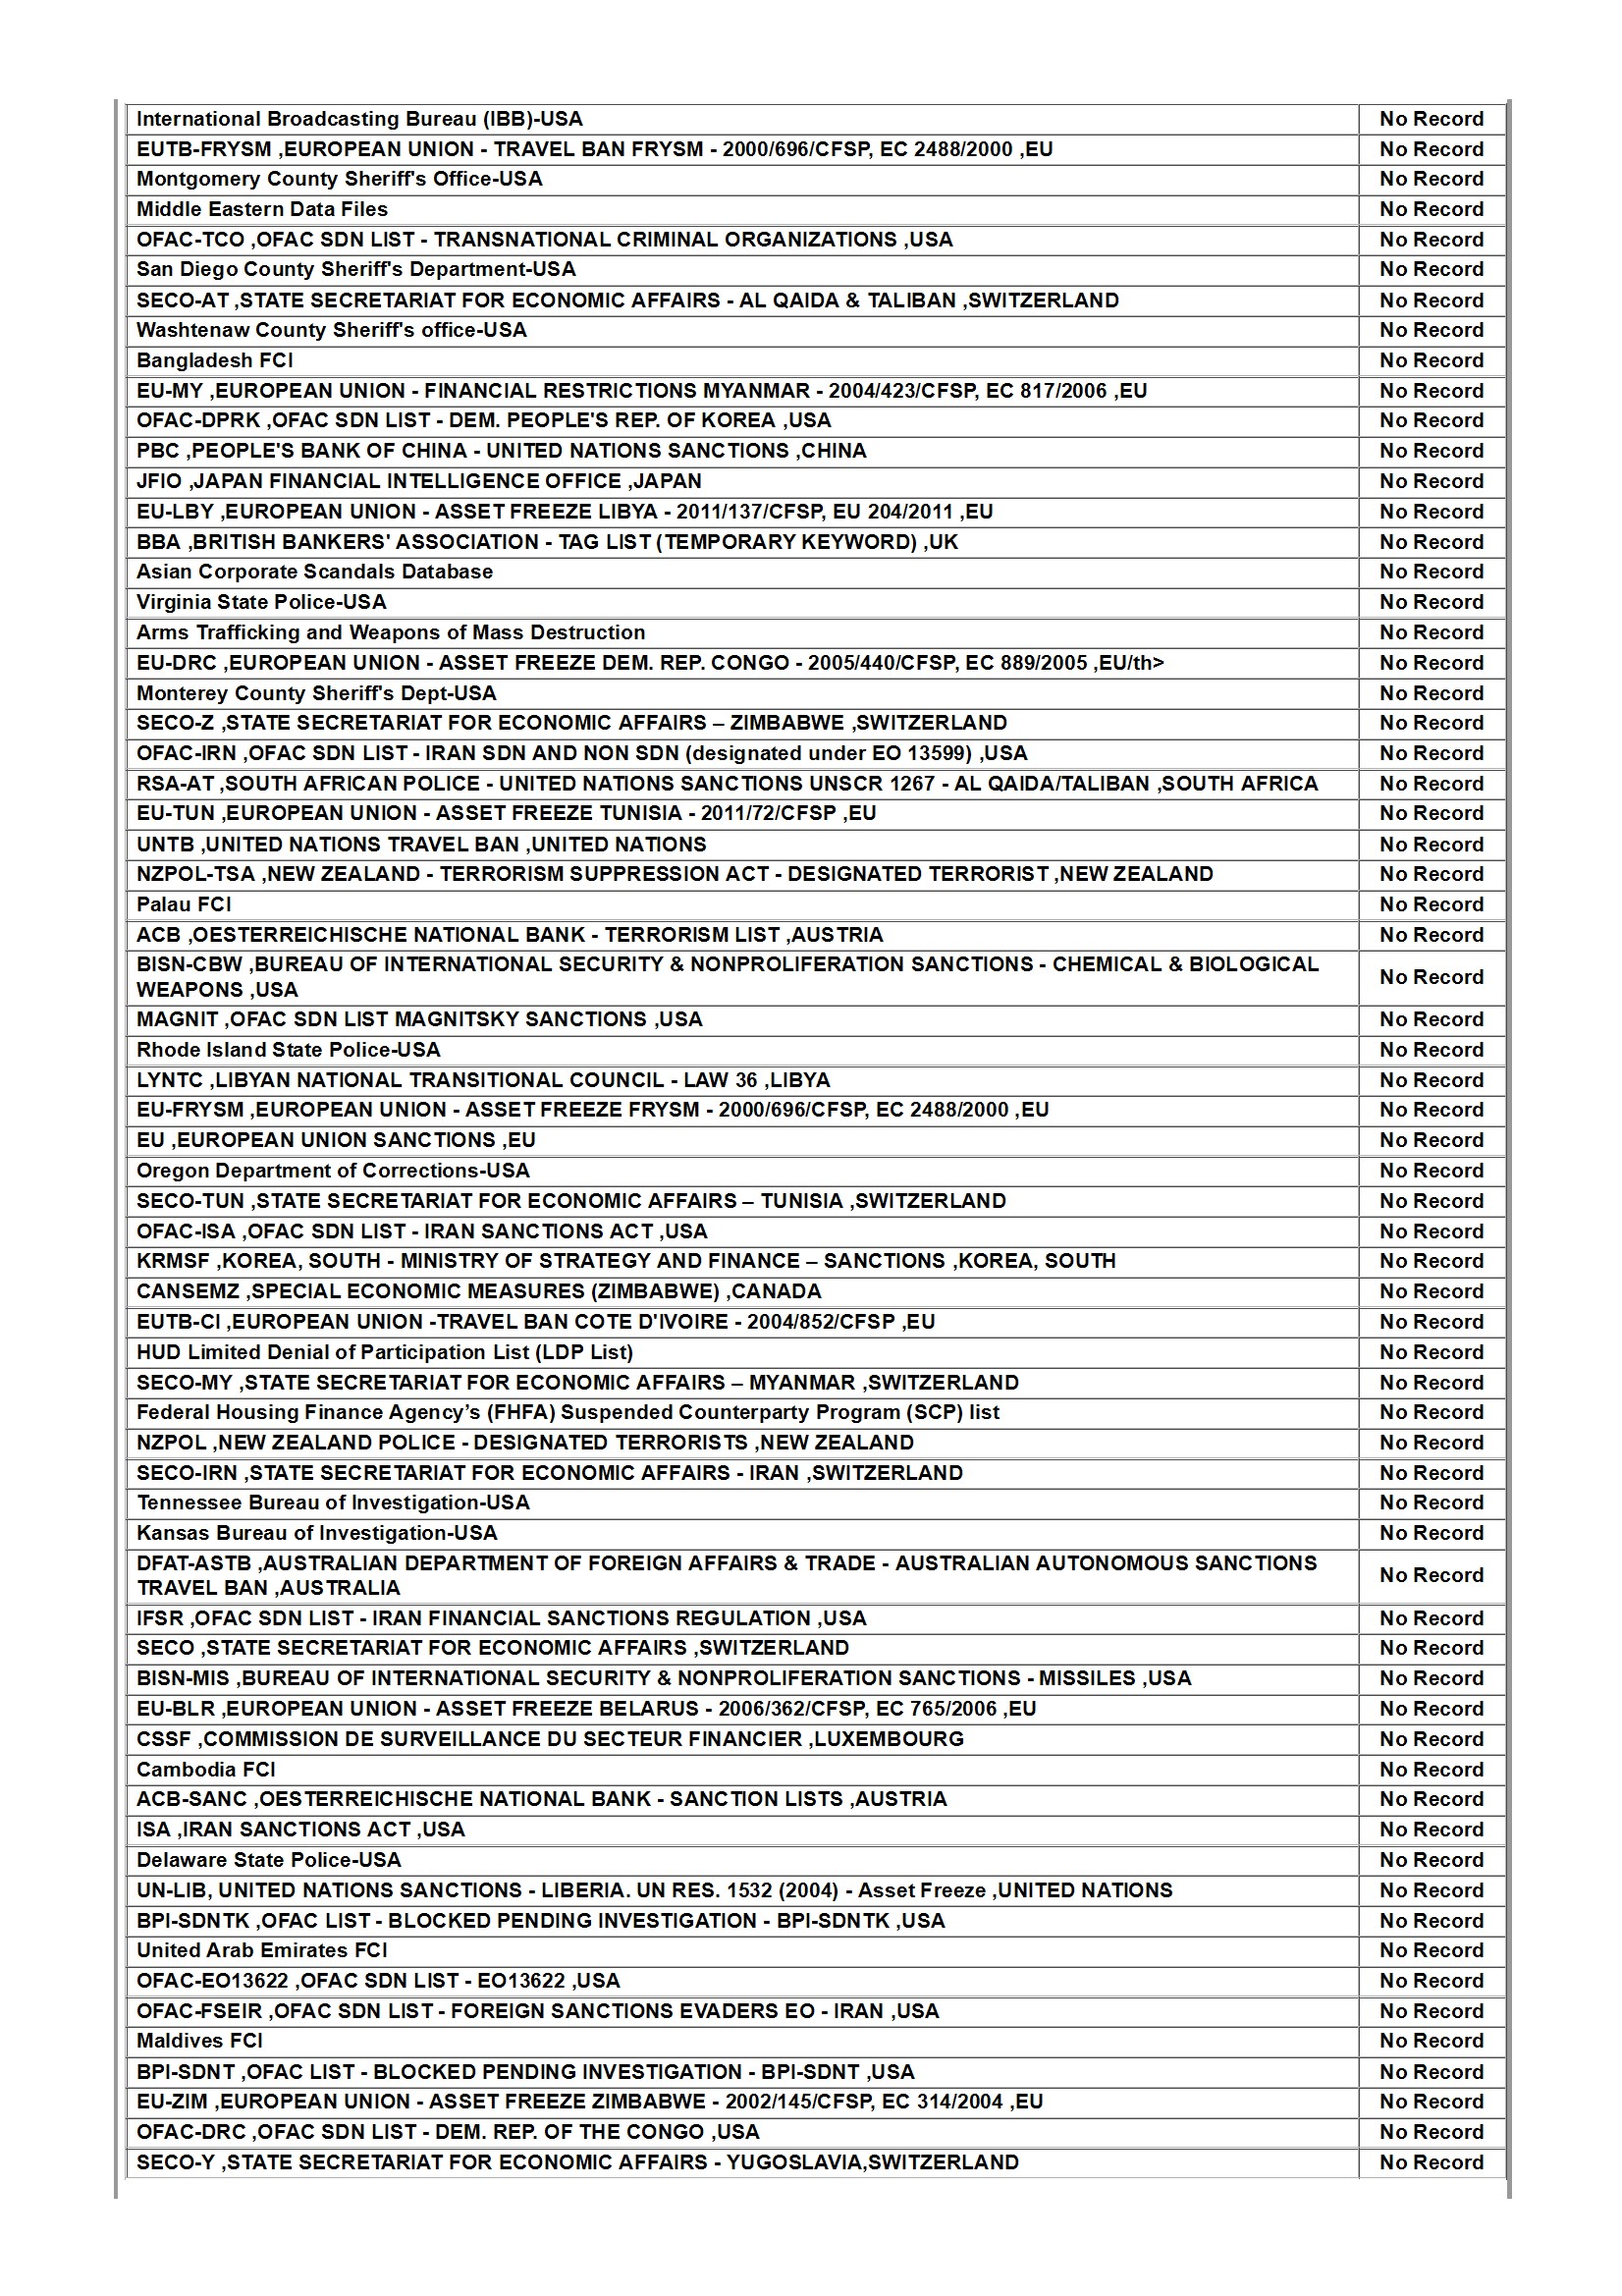 International Broadcasting Bureau (IBB)-USA No Record
EUTB-FRYSM ,EUROPEAN UNION - TRAVEL BAN FRYSM - 2000/696/CFSP, EC 2488/2000 ,EU No Record
Montgomery County Sheriff's Office-USA No Record
Middle Eastern Data Files No Record
OFAC-TCO ,OFAC SDN LIST - TRANSNATIONAL CRIMINAL ORGANIZATIONS ,USA No Record
San Diego County Sheriff's Department-USA No Record
SECO-AT ,STATE SECRETARIAT FOR ECONOMIC AFFAIRS - AL QAIDA & TALIBAN ,SWITZERLAND No Record
Washtenaw County Sheriff's office-USA No Record
Bangladesh FCI No Record
EU-MY ,EUROPEAN UNION - FINANCIAL RESTRICTIONS MYANMAR - 2004/423/CFSP, EC 817/2006 ,EU No Record
OFAC-DPRK ,OFAC SDN LIST - DEM. PEOPLE'S REP. OF KOREA ,USA No Record
PBC ,PEOPLE'S BANK OF CHINA - UNITED NATIONS SANCTIONS ,CHINA No Record
JFIO ,JAPAN FINANCIAL INTELLIGENCE OFFICE ,JAPAN No Record
EU-LBY ,EUROPEAN UNION - ASSET FREEZE LIBYA - 2011/137/CFSP, EU 204/2011 ,EU No Record
BBA ,BRITISH BANKERS' ASSOCIATION - TAG LIST (TEMPORARY KEYWORD) ,UK No Record
Asian Corporate Scandals Database No Record
Virginia State Police-USA No Record
Arms Trafficking and Weapons of Mass Destruction No Record
EU-DRC ,EUROPEAN UNION - ASSET FREEZE DEM. REP. CONGO - 2005/440/CFSP, EC 889/2005 ,EU/th> No Record
Monterey County Sheriff's Dept-USA No Record
SECO-Z ,STATE SECRETARIAT FOR ECONOMIC AFFAIRS – ZIMBABWE ,SWITZERLAND No Record
OFAC-IRN ,OFAC SDN LIST - IRAN SDN AND NON SDN (designated under EO 13599) ,USA No Record
RSA-AT ,SOUTH AFRICAN POLICE - UNITED NATIONS SANCTIONS UNSCR 1267 - AL QAIDA/TALIBAN ,SOUTH AFRICA No Record
EU-TUN ,EUROPEAN UNION - ASSET FREEZE TUNISIA - 2011/72/CFSP ,EU No Record
UNTB ,UNITED NATIONS TRAVEL BAN ,UNITED NATIONS No Record
NZPOL-TSA ,NEW ZEALAND - TERRORISM SUPPRESSION ACT - DESIGNATED TERRORIST ,NEW ZEALAND No Record
Palau FCI No Record
ACB ,OESTERREICHISCHE NATIONAL BANK - TERRORISM LIST ,AUSTRIA No Record
BISN-CBW ,BUREAU OF INTERNATIONAL SECURITY & NONPROLIFERATION SANCTIONS - CHEMICAL & BIOLOGICAL
WEAPONS ,USA No Record
MAGNIT ,OFAC SDN LIST MAGNITSKY SANCTIONS ,USA No Record
Rhode Island State Police-USA No Record
LYNTC ,LIBYAN NATIONAL TRANSITIONAL COUNCIL - LAW 36 ,LIBYA No Record
EU-FRYSM ,EUROPEAN UNION - ASSET FREEZE FRYSM - 2000/696/CFSP, EC 2488/2000 ,EU No Record
EU ,EUROPEAN UNION SANCTIONS ,EU No Record
Oregon Department of Corrections-USA No Record
SECO-TUN ,STATE SECRETARIAT FOR ECONOMIC AFFAIRS – TUNISIA ,SWITZERLAND No Record
OFAC-ISA ,OFAC SDN LIST - IRAN SANCTIONS ACT ,USA No Record
KRMSF ,KOREA, SOUTH - MINISTRY OF STRATEGY AND FINANCE – SANCTIONS ,KOREA, SOUTH No Record
CANSEMZ ,SPECIAL ECONOMIC MEASURES (ZIMBABWE) ,CANADA No Record
EUTB-CI ,EUROPEAN UNION -TRAVEL BAN COTE D'IVOIRE - 2004/852/CFSP ,EU No Record
HUD Limited Denial of Participation List (LDP List) No Record
SECO-MY ,STATE SECRETARIAT FOR ECONOMIC AFFAIRS – MYANMAR ,SWITZERLAND No Record
Federal Housing Finance Agency’s (FHFA) Suspended Counterparty Program (SCP) list No Record
NZPOL ,NEW ZEALAND POLICE - DESIGNATED TERRORISTS ,NEW ZEALAND No Record
SECO-IRN ,STATE SECRETARIAT FOR ECONOMIC AFFAIRS - IRAN ,SWITZERLAND No Record
Tennessee Bureau of Investigation-USA No Record
Kansas Bureau of Investigation-USA No Record
DFAT-ASTB ,AUSTRALIAN DEPARTMENT OF FOREIGN AFFAIRS & TRADE - AUSTRALIAN AUTONOMOUS SANCTIONS
TRAVEL BAN ,AUSTRALIA No Record
IFSR ,OFAC SDN LIST - IRAN FINANCIAL SANCTIONS REGULATION ,USA No Record
SECO ,STATE SECRETARIAT FOR ECONOMIC AFFAIRS ,SWITZERLAND No Record
BISN-MIS ,BUREAU OF INTERNATIONAL SECURITY & NONPROLIFERATION SANCTIONS - MISSILES ,USA No Record
EU-BLR ,EUROPEAN UNION - ASSET FREEZE BELARUS - 2006/362/CFSP, EC 765/2006 ,EU No Record
CSSF ,COMMISSION DE SURVEILLANCE DU SECTEUR FINANCIER ,LUXEMBOURG No Record
Cambodia FCI No Record
ACB-SANC ,OESTERREICHISCHE NATIONAL BANK - SANCTION LISTS ,AUSTRIA No Record
ISA ,IRAN SANCTIONS ACT ,USA No Record
Delaware State Police-USA No Record
UN-LIB, UNITED NATIONS SANCTIONS - LIBERIA. UN RES. 1532 (2004) - Asset Freeze ,UNITED NATIONS No Record
BPI-SDNTK ,OFAC LIST - BLOCKED PENDING INVESTIGATION - BPI-SDNTK ,USA No Record
United Arab Emirates FCI No Record
OFAC-EO13622 ,OFAC SDN LIST - EO13622 ,USA No Record
OFAC-FSEIR ,OFAC SDN LIST - FOREIGN SANCTIONS EVADERS EO - IRAN ,USA No Record
Maldives FCI No Record
BPI-SDNT ,OFAC LIST - BLOCKED PENDING INVESTIGATION - BPI-SDNT ,USA No Record
EU-ZIM ,EUROPEAN UNION - ASSET FREEZE ZIMBABWE - 2002/145/CFSP, EC 314/2004 ,EU No Record
OFAC-DRC ,OFAC SDN LIST - DEM. REP. OF THE CONGO ,USA No Record
SECO-Y ,STATE SECRETARIAT FOR ECONOMIC AFFAIRS - YUGOSLAVIA,SWITZERLAND No Record